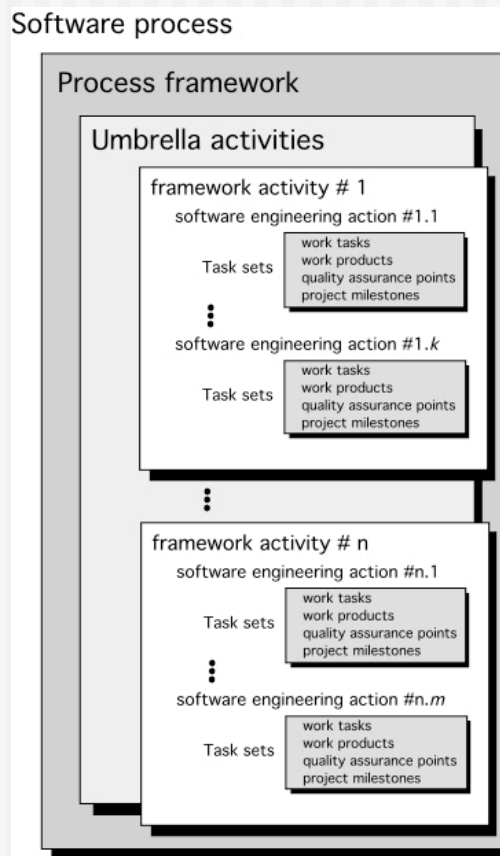 Software process
Process framework
Umbrella activities
framework activity # 1
software engineering action #1.1
Task sets
work tasks
work products
quality assurance points
project milestones
software engineering action #1.k
Task sets
work tasks
work products
quality assurance points
project milestones
framework activity # n
software engineering action #n.1
Task sets
work tasks
work products
quality assurance points
project milestones
software engineering action #n.m
Task sets
work tasks
work products
quality assurance points
project milestones